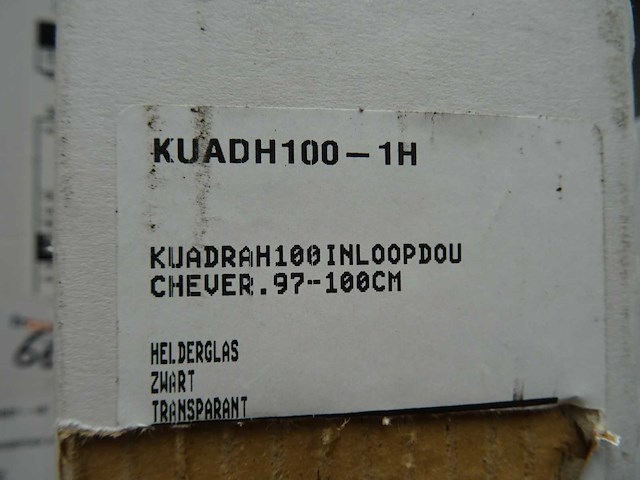 KUADH100-1H
KUADRAH100INLOOPDOU
CHEVER.97-100CM
HELDERGLAS
ZWART
TRANSPARANT